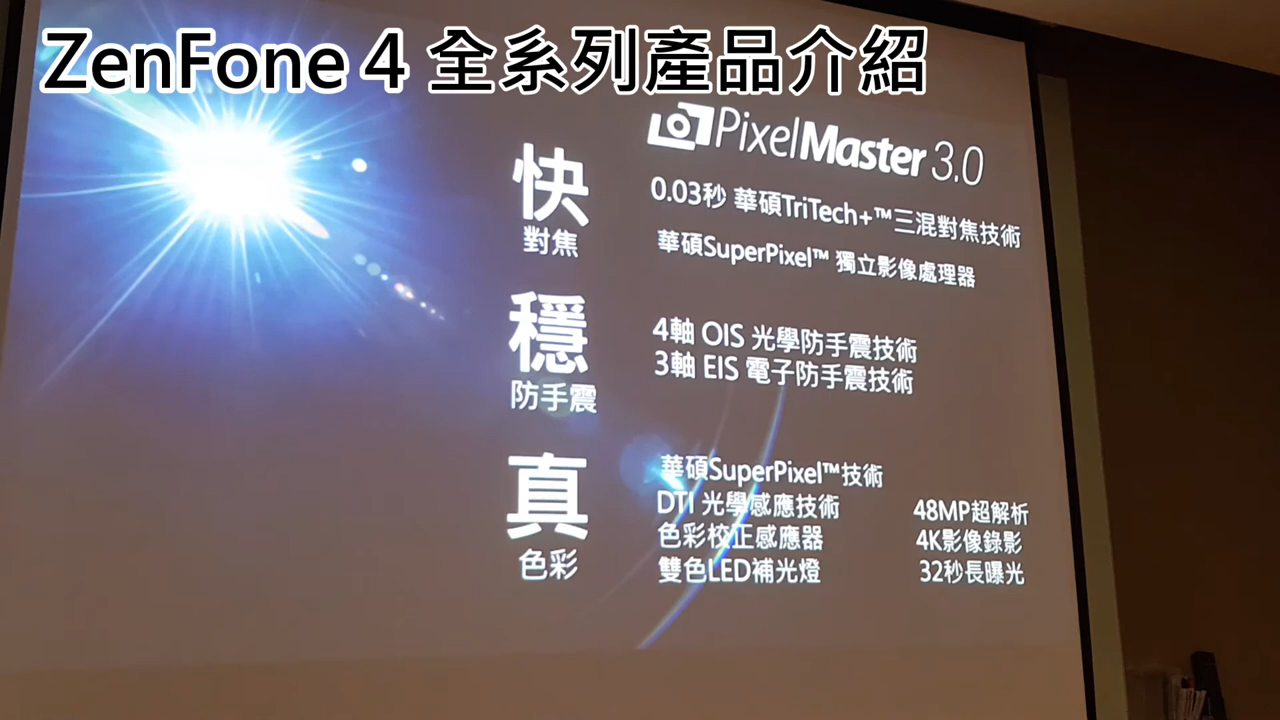 ZenFone 4 全系列產品介紹
PixelMaster 3.0
快
對焦
0.03秒 華碩TriTech+™三混對焦技術
華碩SuperPixel™ 獨立影像處理器
穩
防手震
4軸 OIS 光學防手震技術
3軸 EIS 電子防手震技術
真
色彩
華碩SuperPixel™技術
DTI 光學感應技術 48MP超解析
色彩校正感應器 4K影像錄影
雙色LED補光燈 32秒長曝光